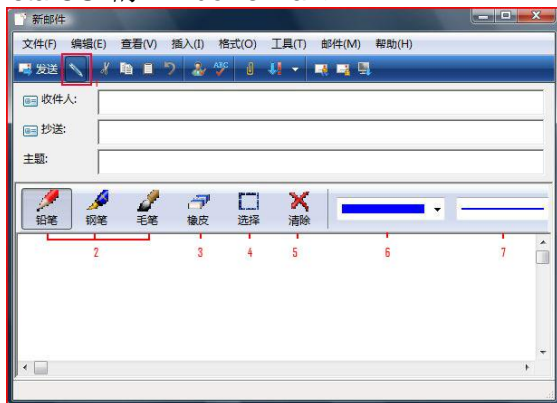 新邮件
文件(F) 编辑(E) 查看(V) 插入(I) 格式(O) 工具(T) 邮件(M) 帮助(H)
发送 ABC
收件人:
抄送:
主题:
铅笔 钢笔 毛笔 橡皮 选择 清除
2 3 4 5 6 7